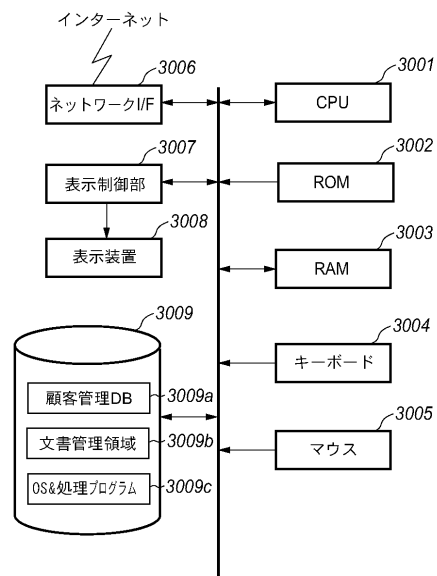 インターネット
3006
ネットワークI/F
3001
CPU
3007
表示制御部
3002
ROM
3008
表示装置
3003
RAM
3009
3004
キーボード
顧客管理DB
3009a
文書管理領域
3009b
3005
マウス
OS&処理プログラム
3009c